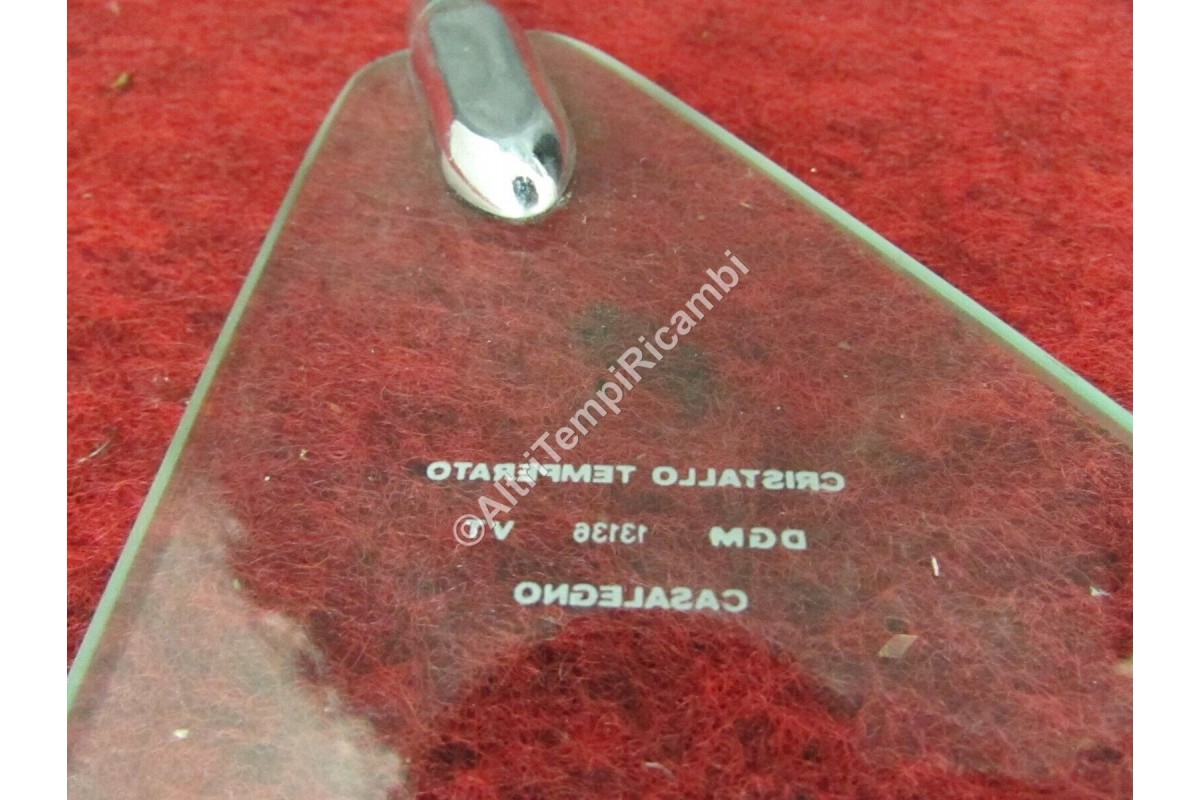 ©AltriTempiRicambi
CRISTALLO TEMPERATO
DGM 13136 VT
CASALEGNO